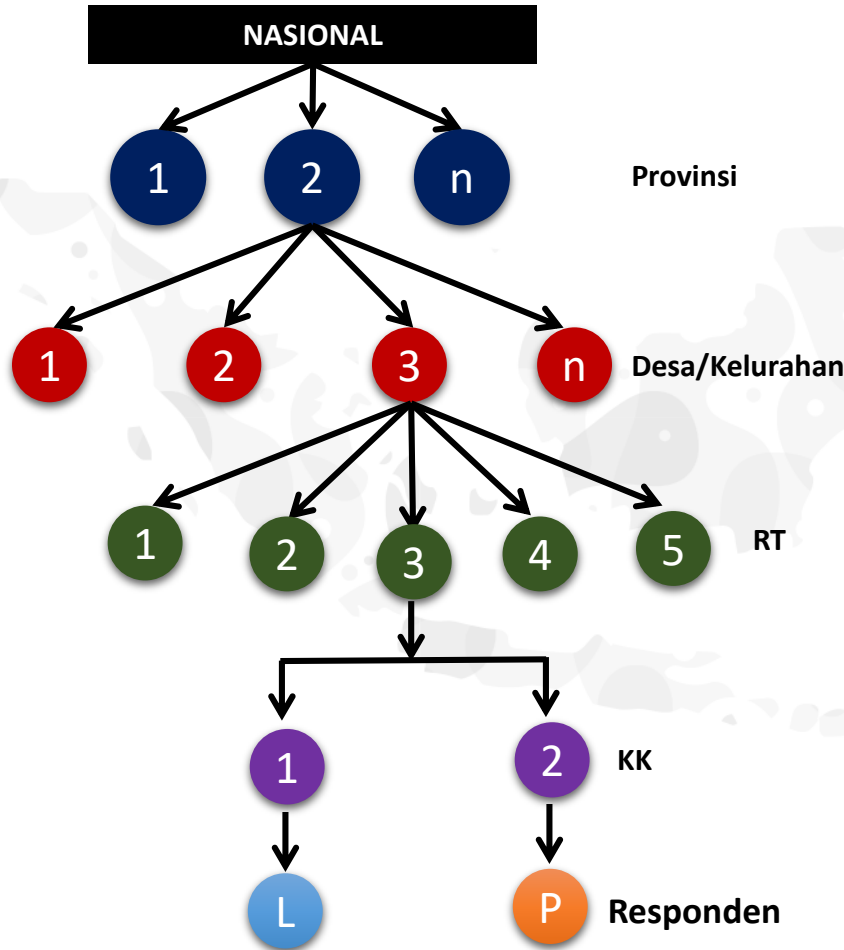 NASIONAL
1 2 n Provinsi
1 2 3 n Desa/Kelurahan
1 2 3 4 5 RT
1 2 KK
L P Responden